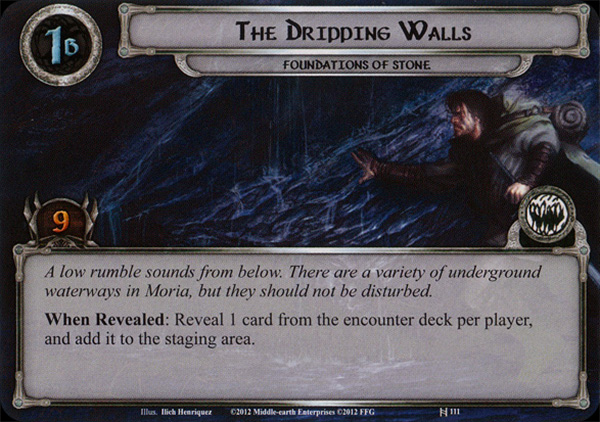 1B
The Dripping Walls
Foundations of Stone
9
A low rumble sounds from below. There are a variety of underground
waterways in Moria, but they should not be disturbed.
When Revealed: Reveal 1 card from the encounter deck per player,
and add it to the staging area.
Illus. Ilich Henriquez ©2012 Middle-earth Enterprises ©2012 FFG 111